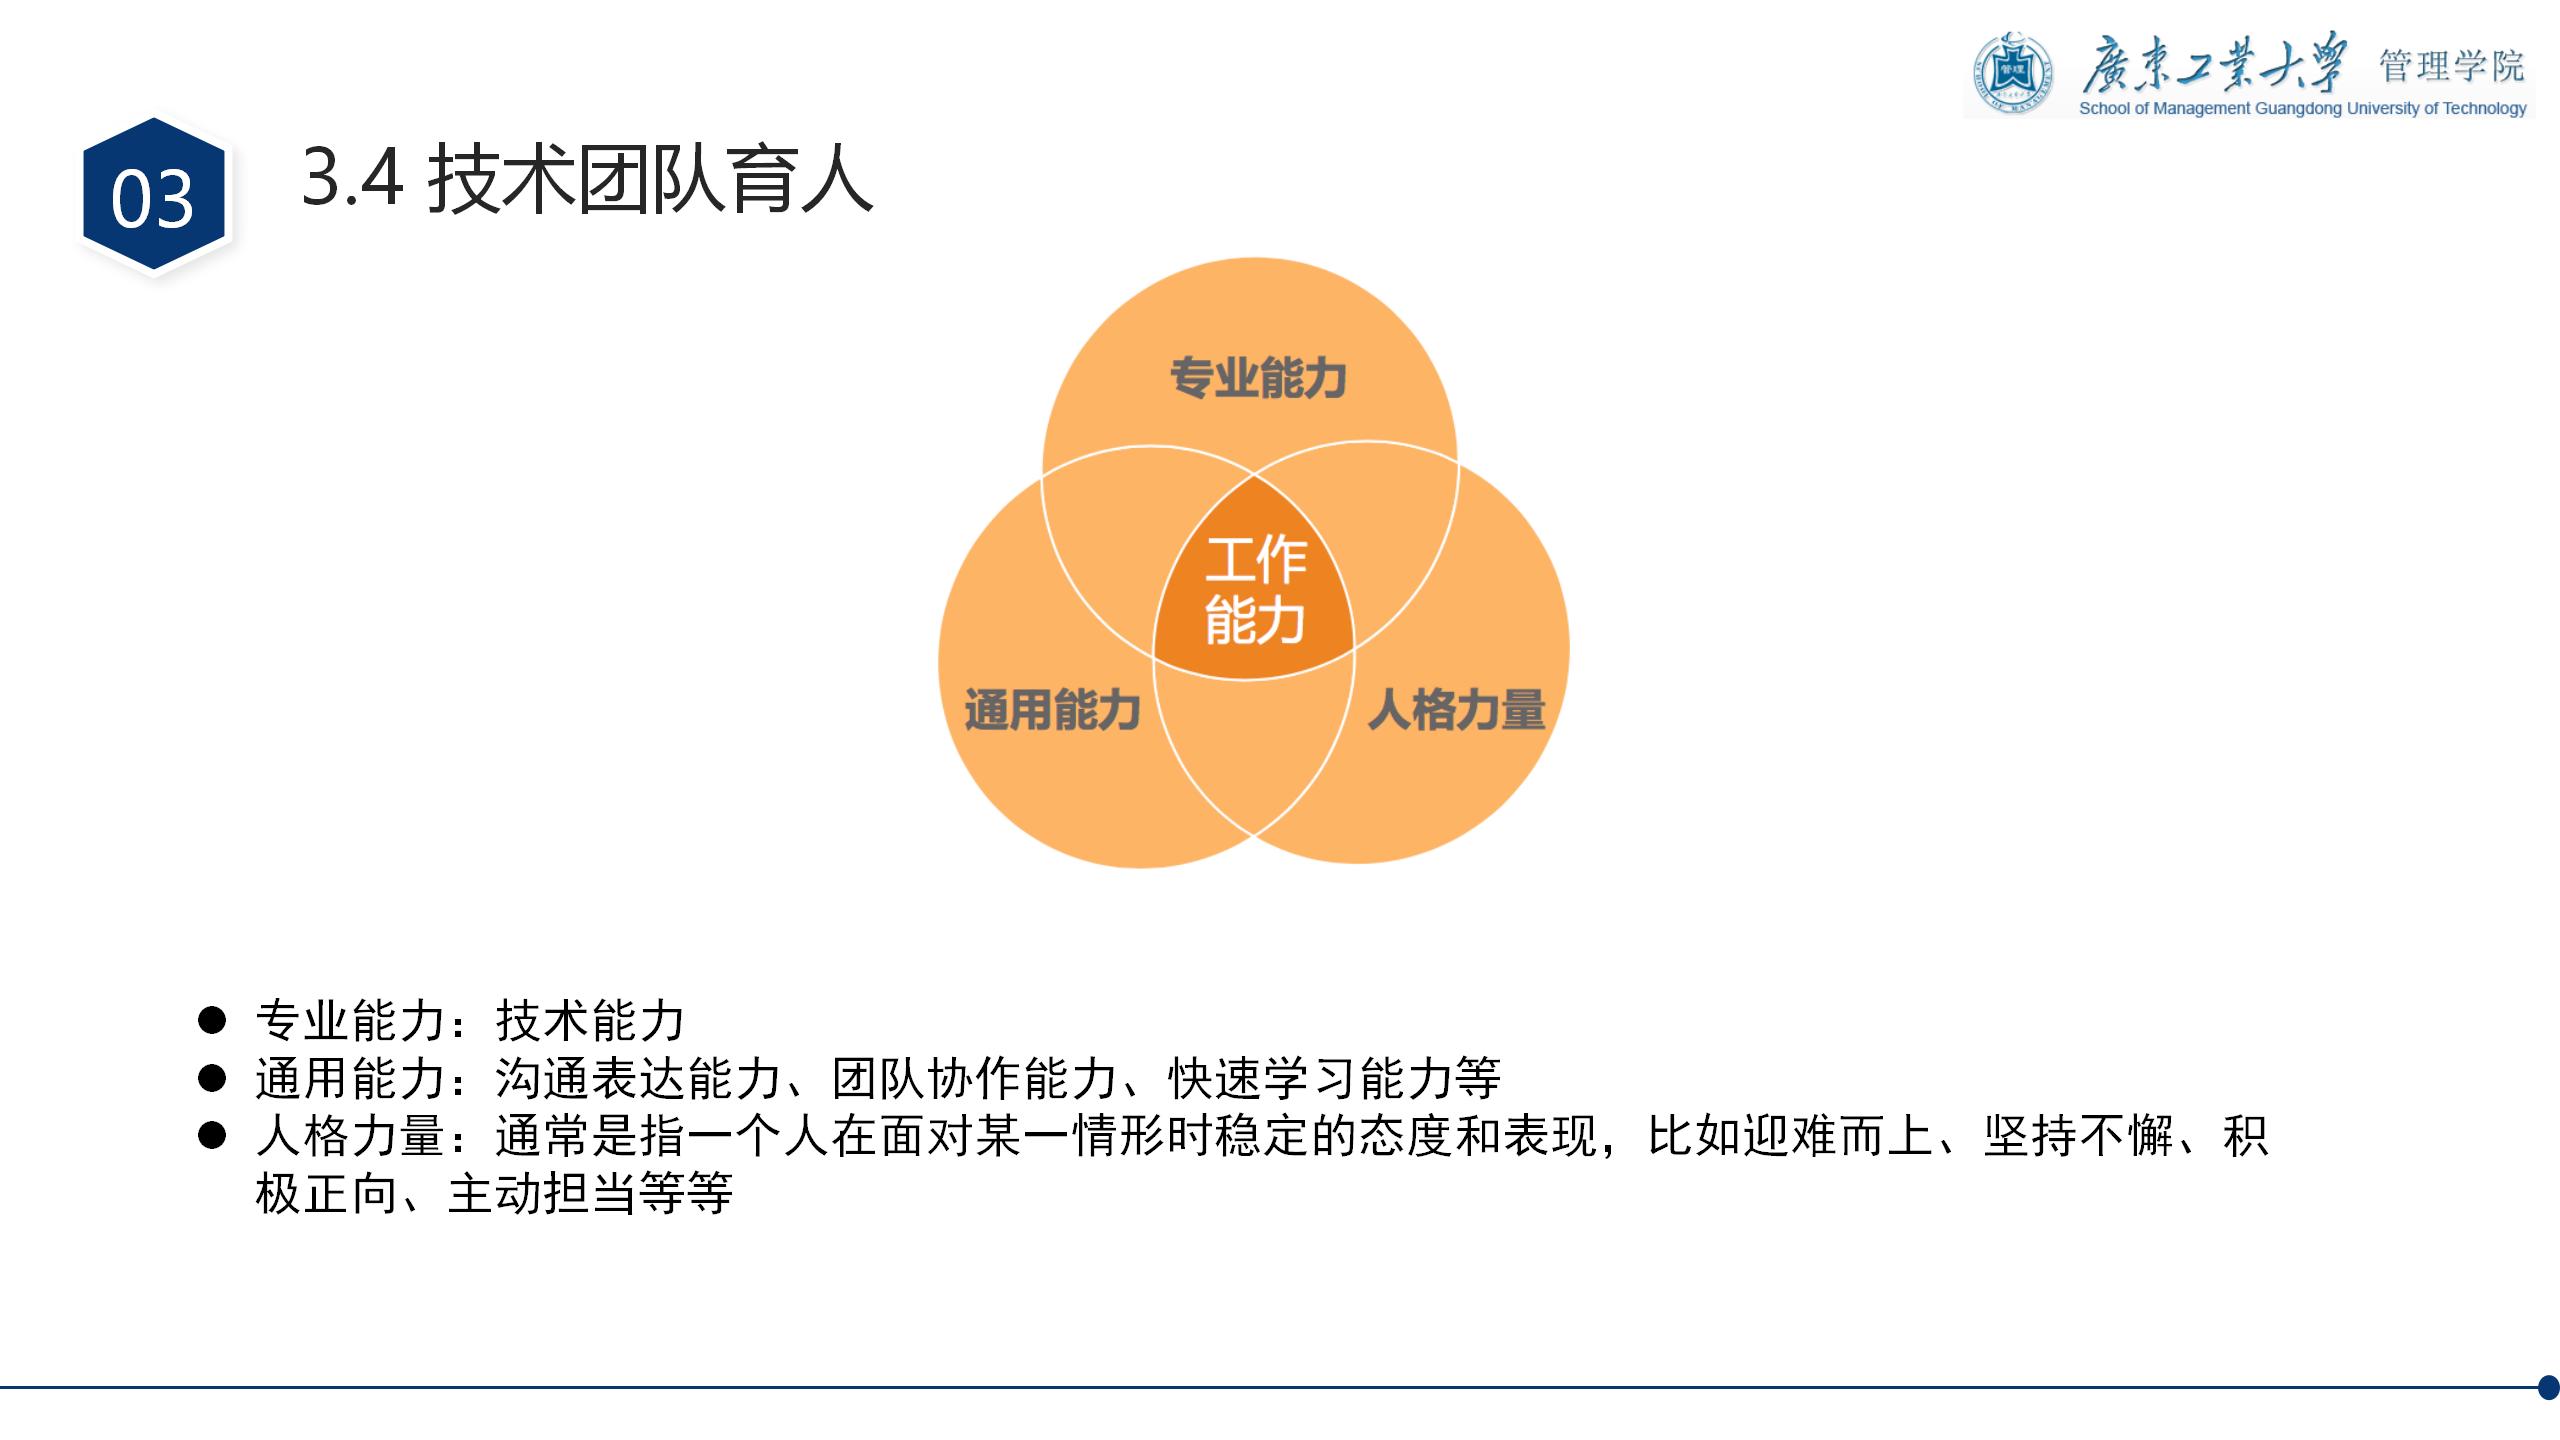 廣東工業大學 管理学院
School of Management Guangdong University of Technology
管理
03
3.4 技术团队育人
专业能力
工作
能力
通用能力
人格力量
● 专业能力：技术能力
● 通用能力：沟通表达能力、团队协作能力、快速学习能力等
● 人格力量：通常是指一个人在面对某一情形时稳定的态度和表现，比如迎难而上、坚持不懈、积
极正向、主动担当等等